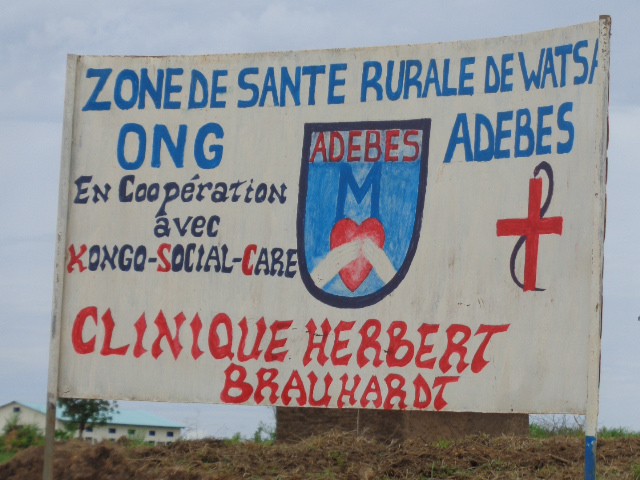 ZONE DE SANTE RURALE DE WATSA
ONG
ADEBES
ADEBES
M
EN COOPÉRATION
AVEC
KONGO-SOCIAL-CARE
CLINIQUE HERBERT
BRAUHARDT